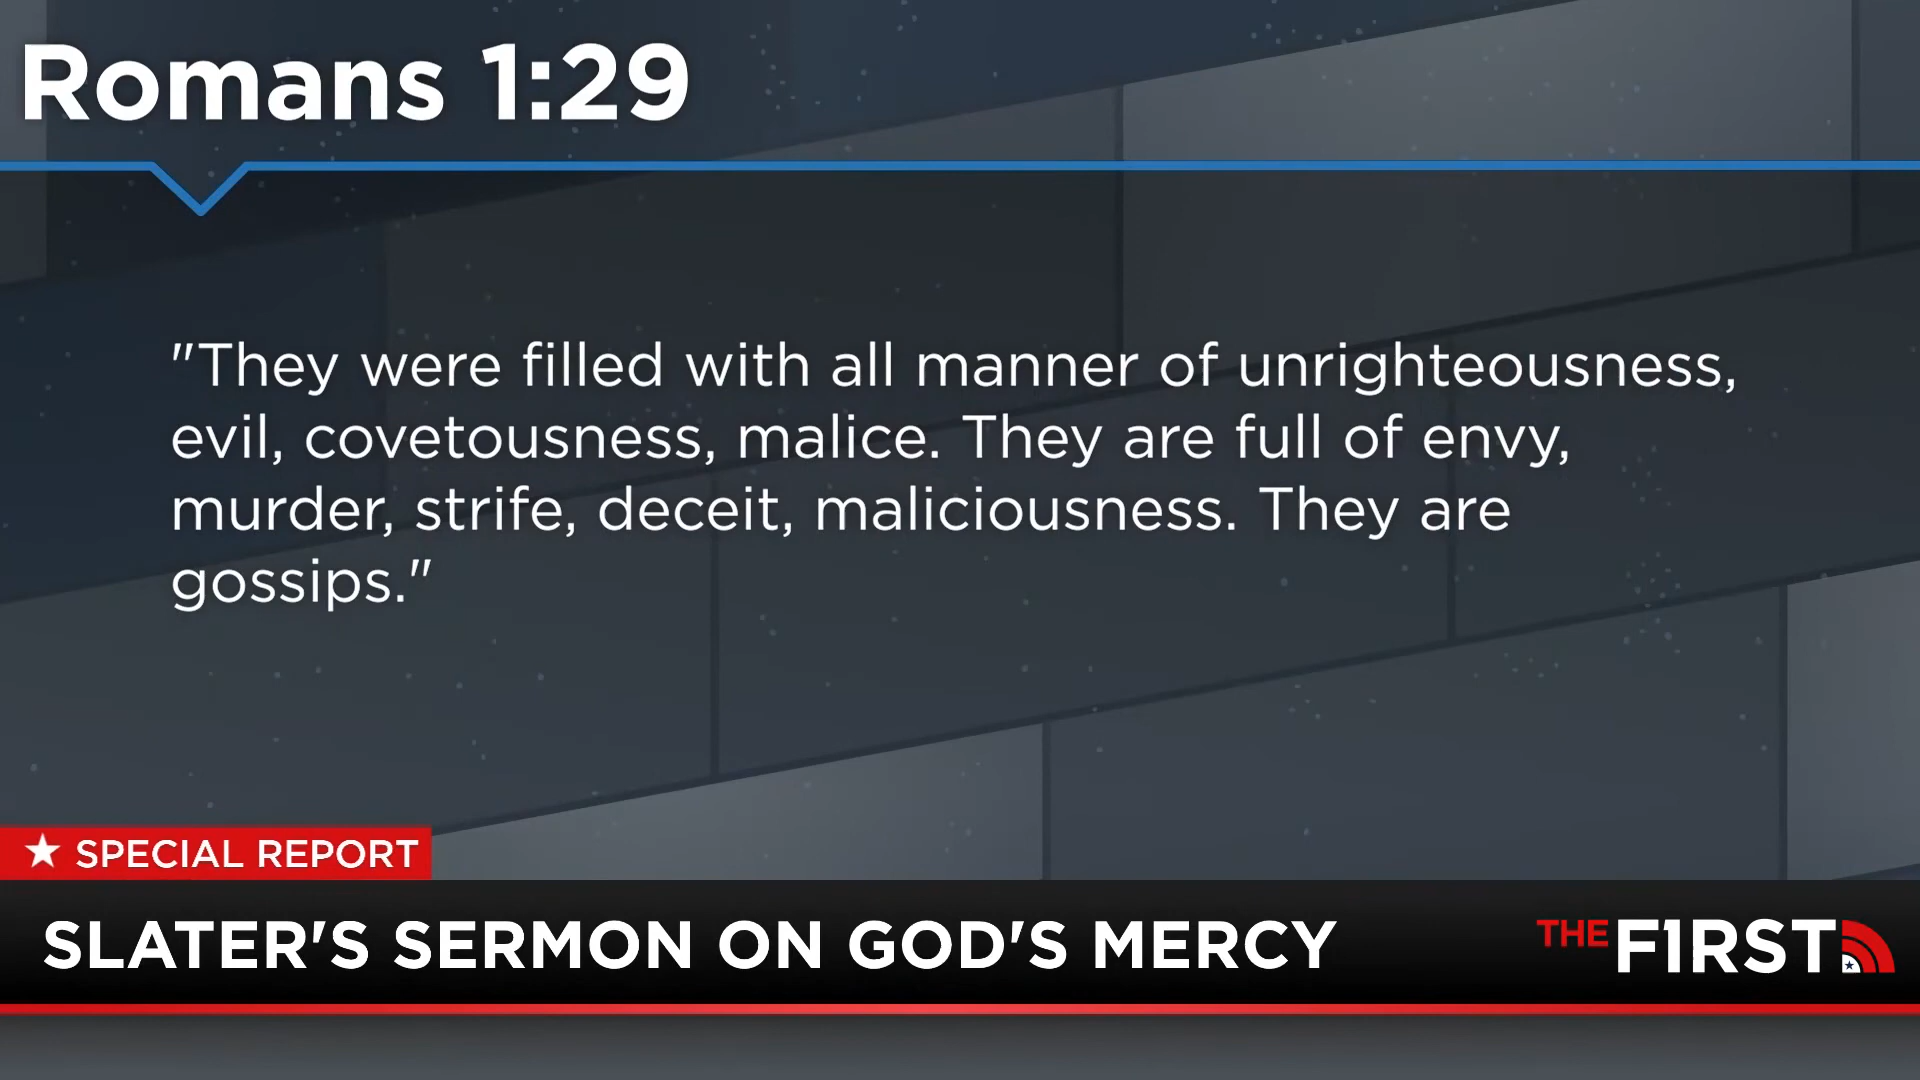 Romans 1:29
"They were filled with all manner of unrighteousness,
evil, covetousness, malice. They are full of envy,
murder, strife, deceit, maliciousness. They are
gossips."
★ SPECIAL REPORT
SLATER'S SERMON ON GOD'S MERCY
THE F1RST